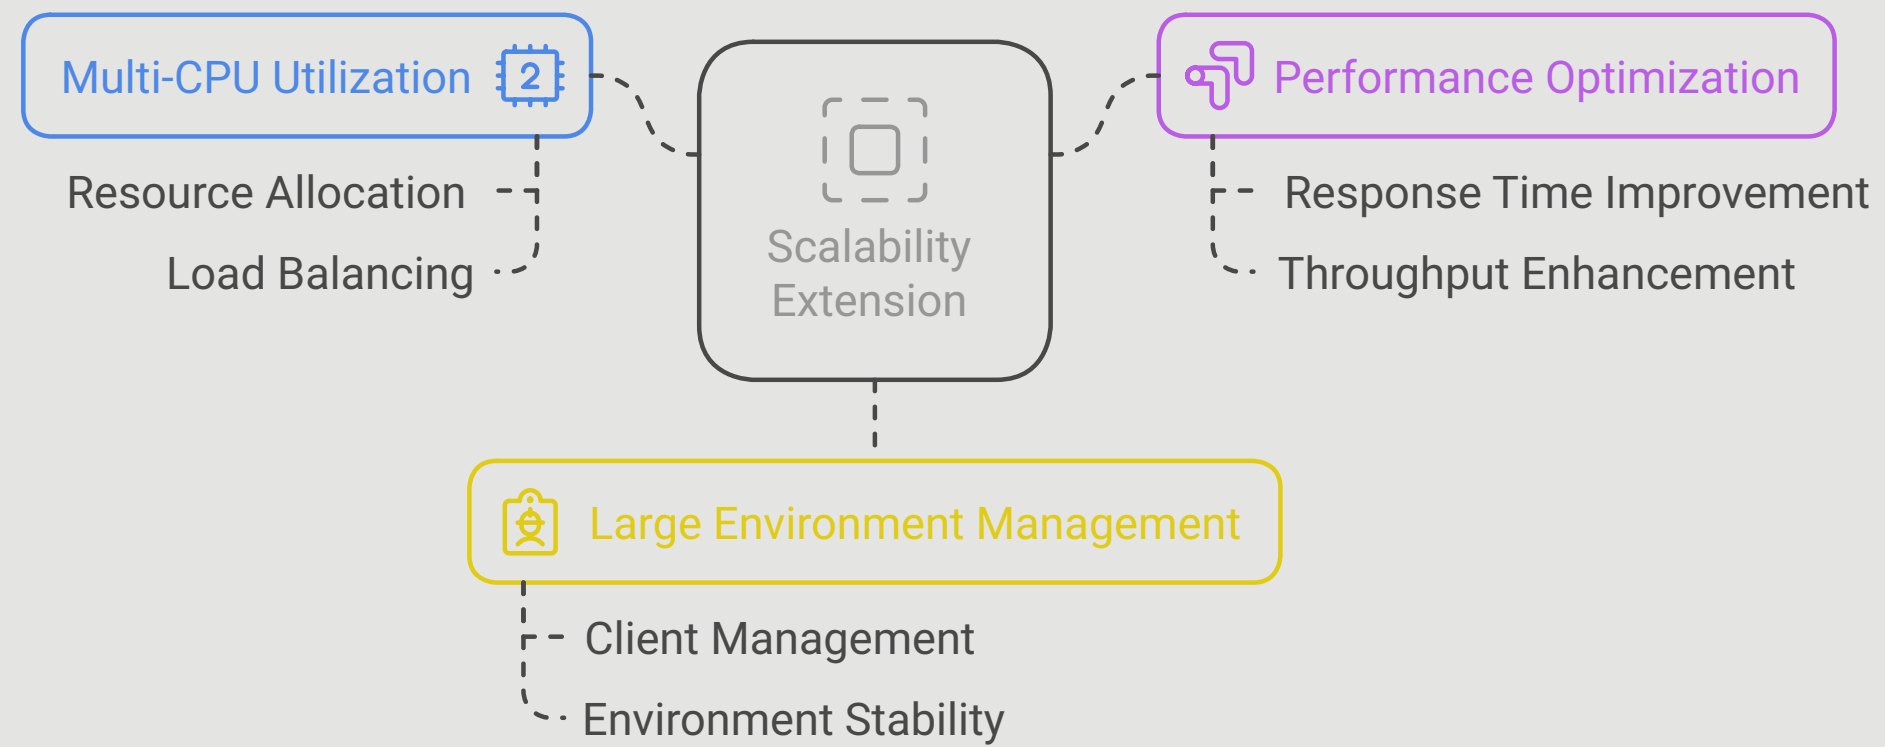 Multi-CPU Utilization
2
Resource Allocation
Load Balancing
Scalability
Extension
Performance Optimization
Response Time Improvement
Throughput Enhancement
Large Environment Management
Client Management
Environment Stability